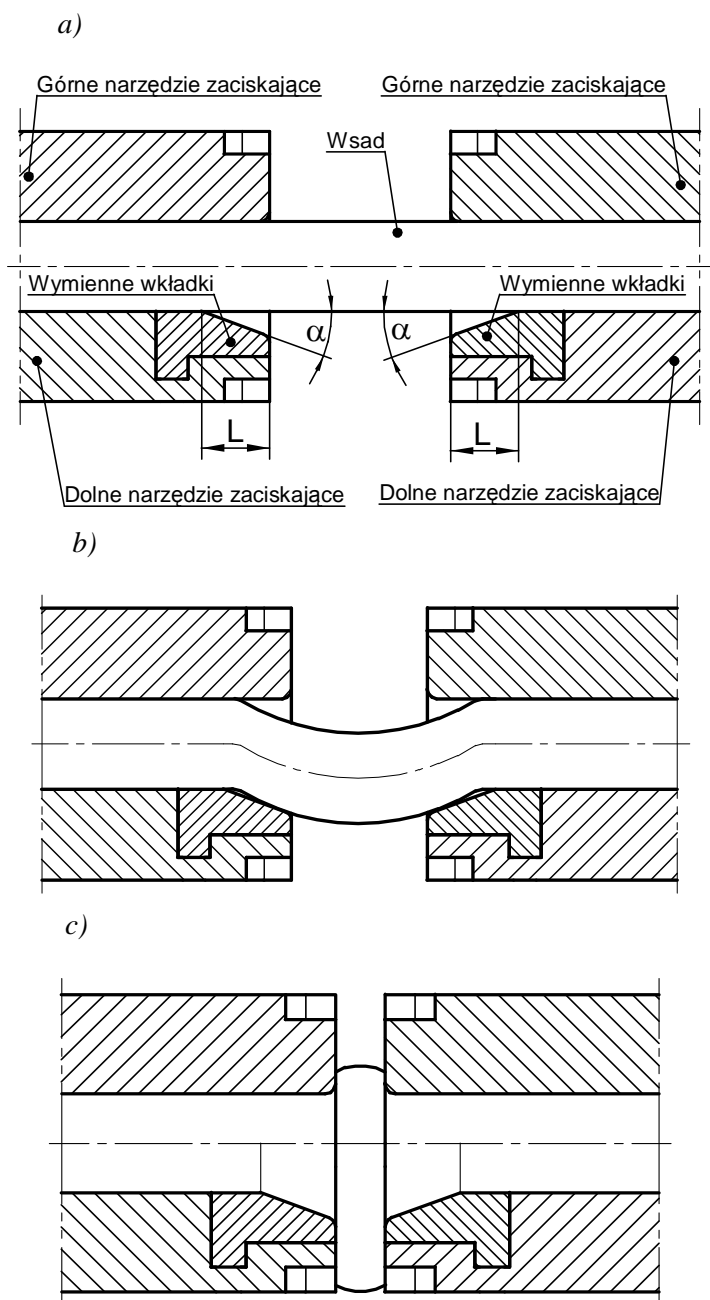 a)
Górne narzędzie zaciskające
Górne narzędzie zaciskające
Wsad
Wymienne wkładki
Wymienne wkładki
α
α
L
L
Dolne narzędzie zaciskające
Dolne narzędzie zaciskające
b)
c)